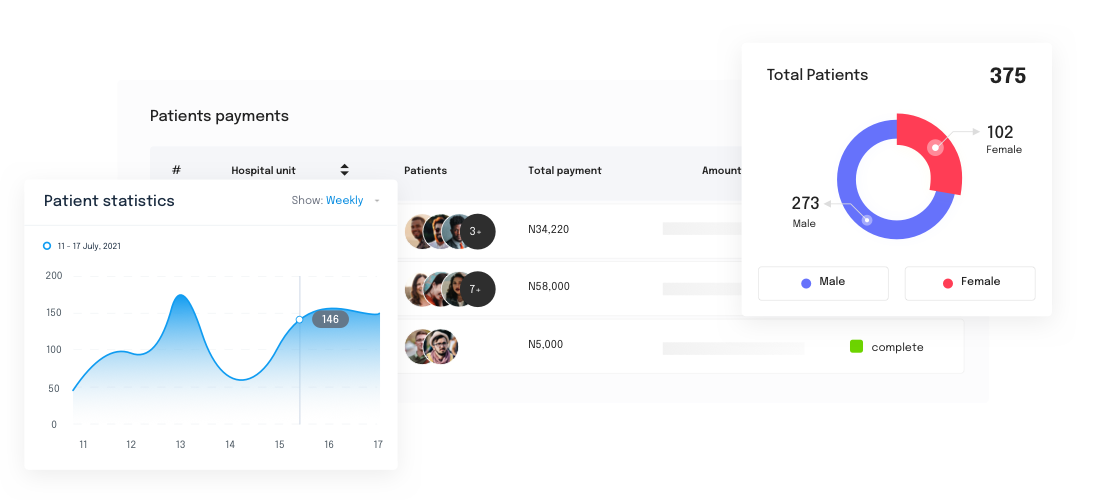 Total Patients 375
102
Female
273
Male
Male Female
Patients payments
# Hospital unit Patients Total payment Amount
3+ N34,220
7+ N58,000
N5,000 complete
Patient statistics Show: Weekly
11 - 17 July, 2021
200
150
146
100
50
0
11 12 13 14 15 16 17